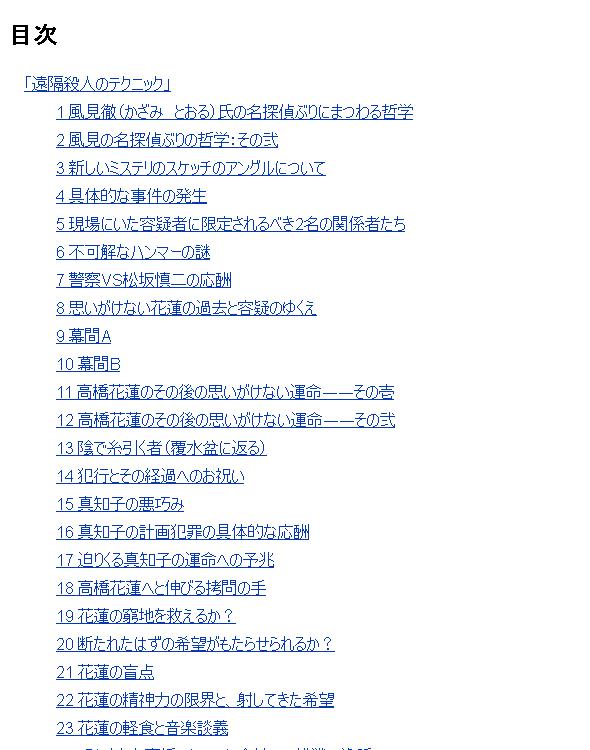 目次
「遠隔殺人のテクニック」
1 風見徹（かざみ　とおる）氏の名探偵ぶりにまつわる哲学
2 風見の名探偵ぶりの哲学：その弐
3 新しいミステリのスケッチのアングルについて
4 具体的な事件の発生
5 現場にいた容疑者に限定されるべき2名の関係者たち
6 不可解なハンマーの謎
7 警察VS松坂慎二の応酬
8 思いがけない花蓮の過去と容疑のゆくえ
9 幕間A
10 幕間B
11 高橋花蓮のその後の思いがけない運命――その壱
12 高橋花蓮のその後の思いがけない運命――その弐
13 陰で糸引く者（覆水盆に返る）
14 犯行とその経過へのお祝い
15 真知子の悪巧み
16 真知子の計画犯罪の具体的な応酬
17 迫りくる真知子の運命への予兆
18 高橋花蓮へと伸びる拷問の手
19 花蓮の窮地を救えるか？
20 断たれたはずの希望がもたらせられるか？
21 花蓮の盲点
22 花蓮の精神力の限界と、射してきた希望
23 花蓮の軽食と音楽談義